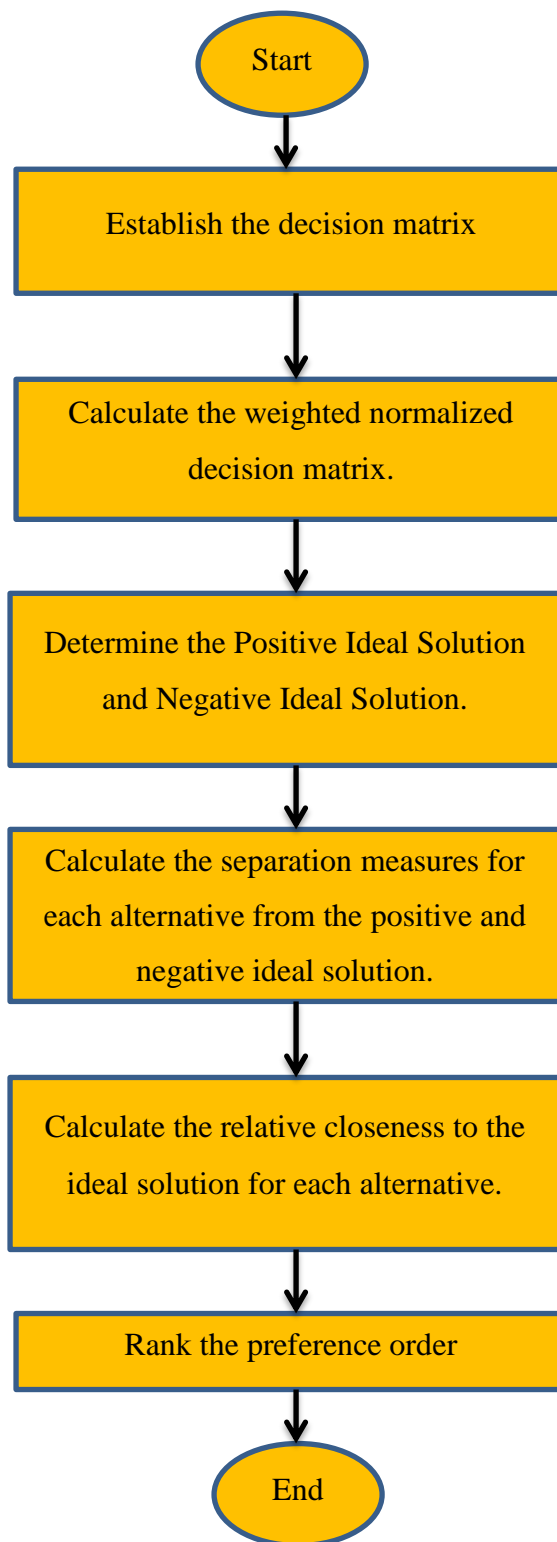 Start
Establish the decision matrix
Calculate the weighted normalized
decision matrix.
Determine the Positive Ideal Solution
and Negative Ideal Solution.
Calculate the separation measures for
each alternative from the positive and
negative ideal solution.
Calculate the relative closeness to the
ideal solution for each alternative.
Rank the preference order
End